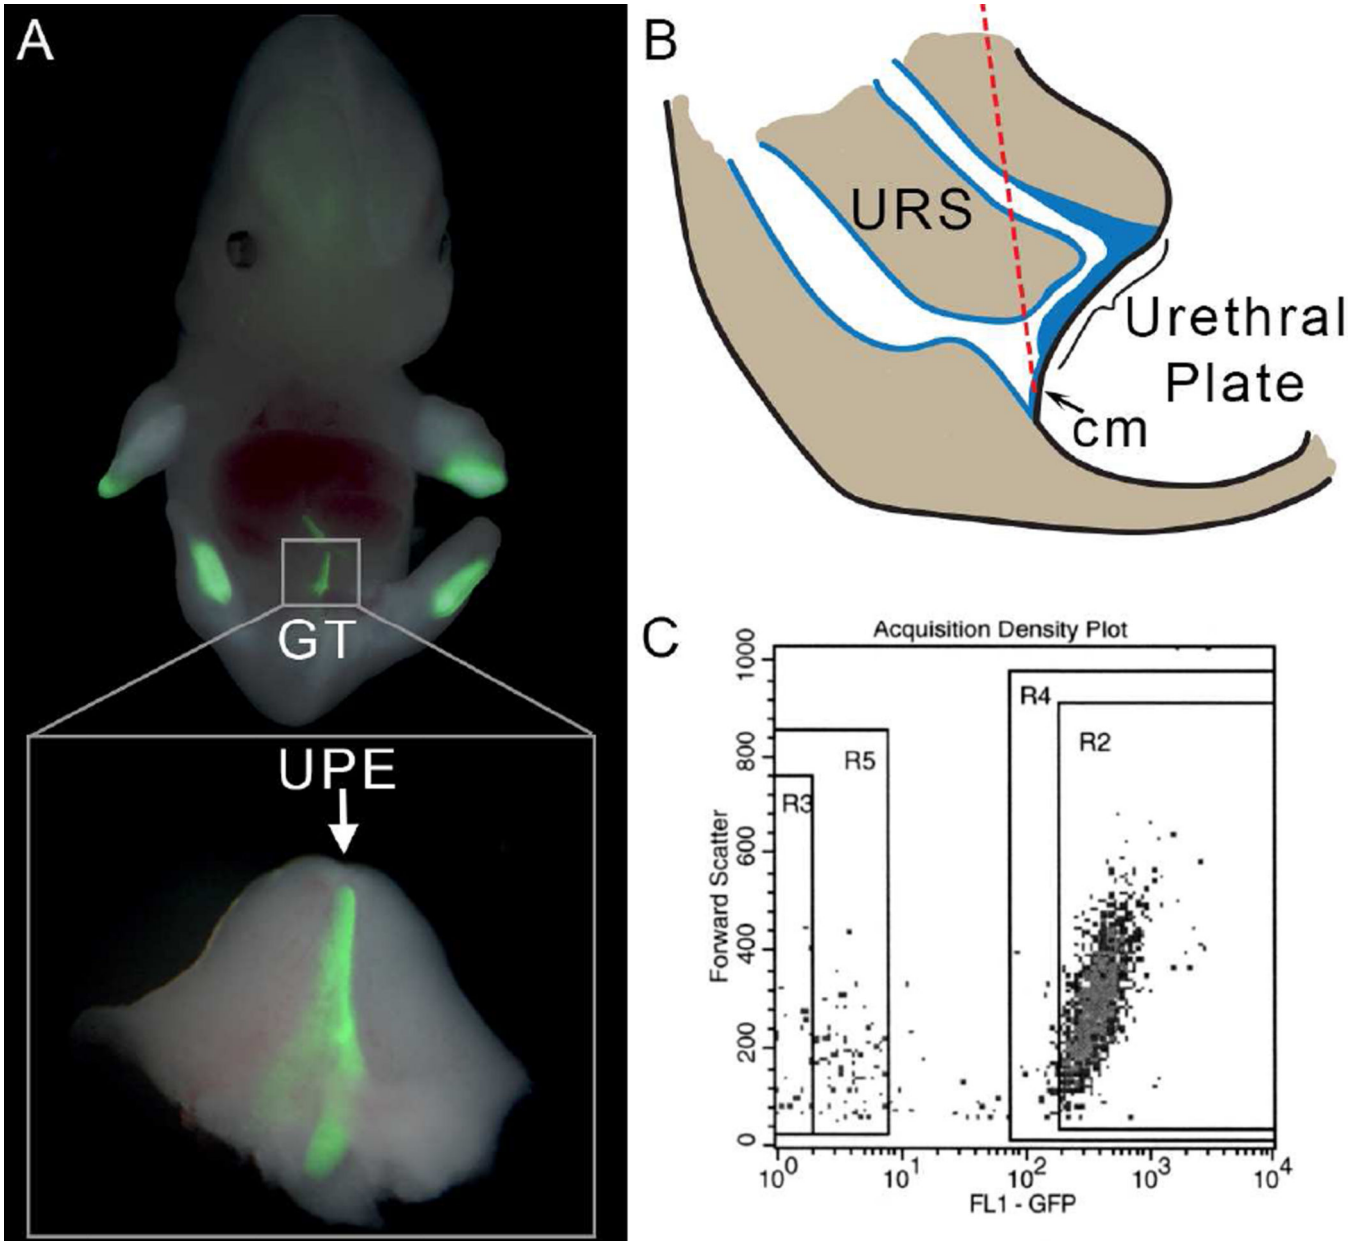 A
GT
UPE
B
URS
Urethral
Plate
cm
C
Acquisition Density Plot
R4
R2
R5
R3
Forward Scatter
1000
800
600
400
200
0
10⁰
10¹
10²
10³
10⁴
FL1 - GFP